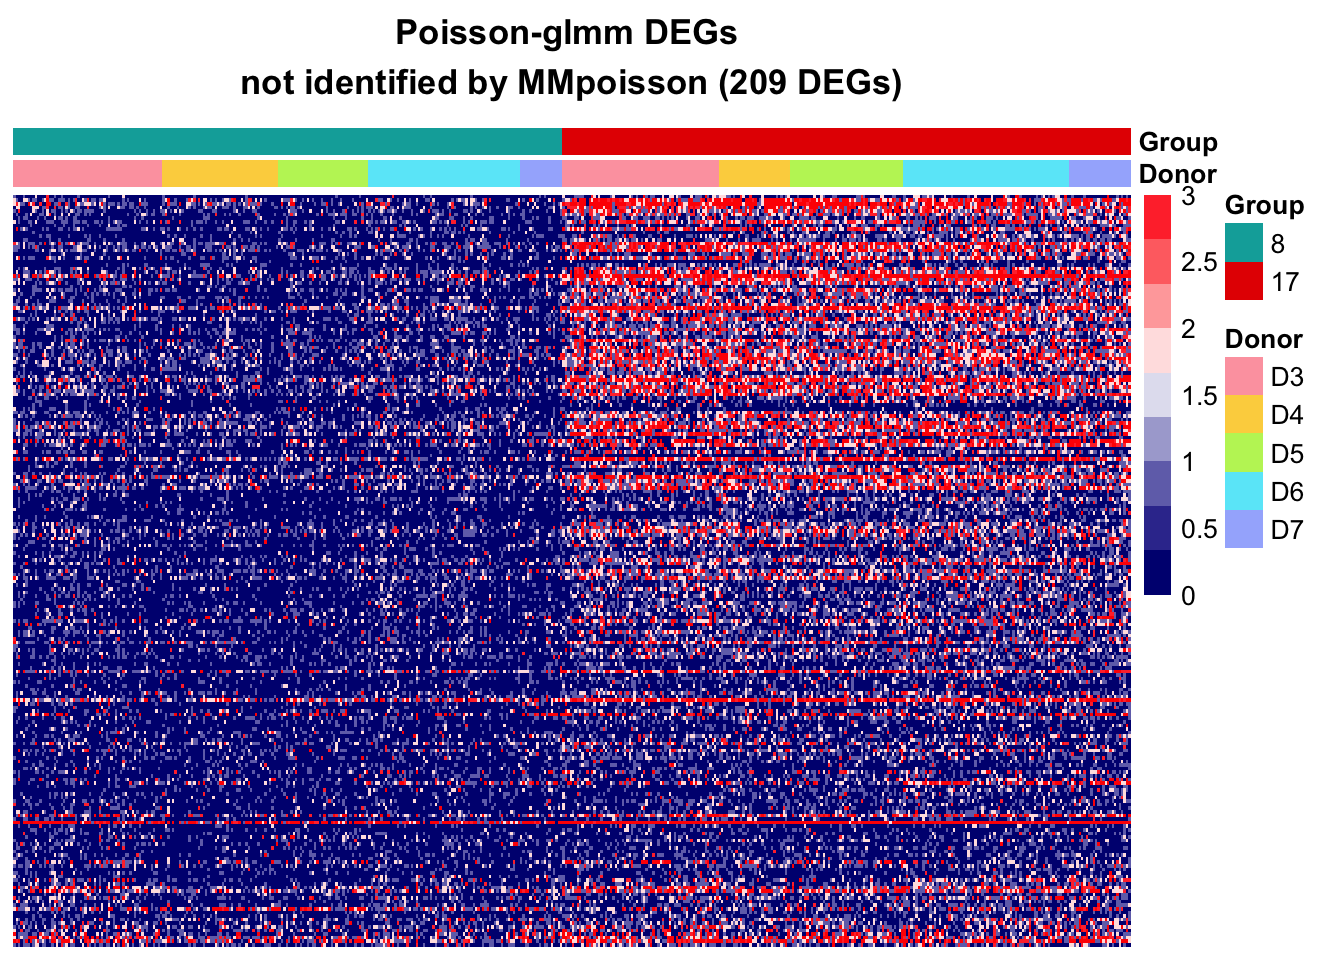 Poisson-glmm DEGs
not identified by MMpoisson (209 DEGs)
Group
Donor
3
2.5
2
1.5
1
0.5
0
Group
8
17
Donor
D3
D4
D5
D6
D7